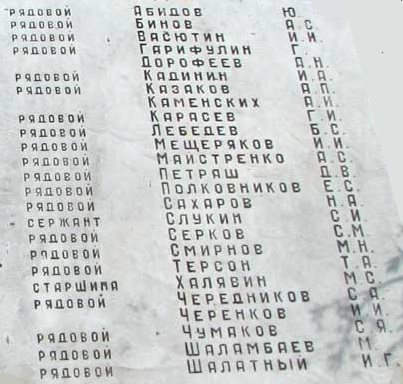 РЯДОВОЙ АБИДОВ Ю.
РЯДОВОЙ БИНОВ А.С.
РЯДОВОЙ ВАСЮТИН И.И.
РЯДОВОЙ ГАРИФУЛИН Г.
ДОРОФЕЕВ А.Н.
РЯДОВОЙ КАДИНИН И.А.
РЯДОВОЙ КАЗАКОВ А.П.
КАМЕНСКИХ А.И.
РЯДОВОЙ КАРАСЕВ Г.И.
РЯДОВОЙ ЛЕБЕДЕВ Б.С.
РЯДОВОЙ МЕЩЕРЯКОВ И.И.
РЯДОВОЙ МАЙСТРЕНКО А.С.
РЯДОВОЙ ПЕТРАШ Д.В.
РЯДОВОЙ ПОЛКОВНИКОВ Е.С.
РЯДОВОЙ САХАРОВ Н.А.
СЕРЖАНТ СЛУКИН С.И.
РЯДОВОЙ СЕРКОВ С.М.
РЯДОВОЙ СМИРНОВ М.Н.
РЯДОВОЙ ТЕРСОН Т.А.
СТАРШИНА ХАЛЯВИН М.С.
РЯДОВОЙ ЧЕРЕДНИКОВ С.А.
ЧЕРЕНКОВ И.И.
РЯДОВОЙ ЧУМАКОВ С.Я.
РЯДОВОЙ ШАЛАМБАЕВ М.
РЯДОВОЙ ШАЛАТНЫЙ И.Г.